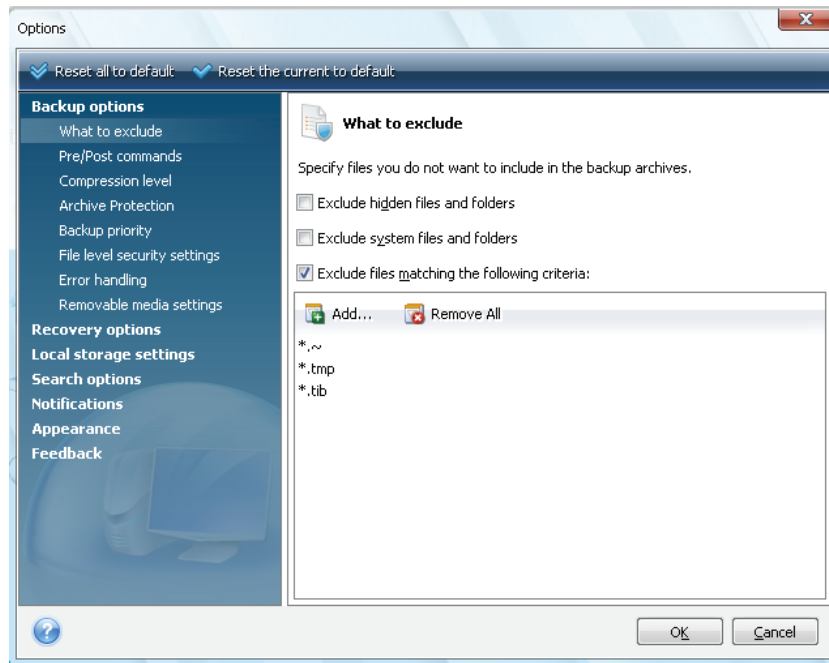 Options
Reset all to default Reset the current to default
Backup options
What to exclude
Pre/Post commands
Compression level
Archive Protection
Backup priority
File level security settings
Error handling
Removable media settings
Recovery options
Local storage settings
Search options
Notifications
Appearance
Feedback
What to exclude
Specify files you do not want to include in the backup archives.
Exclude hidden files and folders
Exclude system files and folders
Exclude files matching the following criteria:
Add... Remove All
*.~
*.tmp
*.tib
OK Cancel